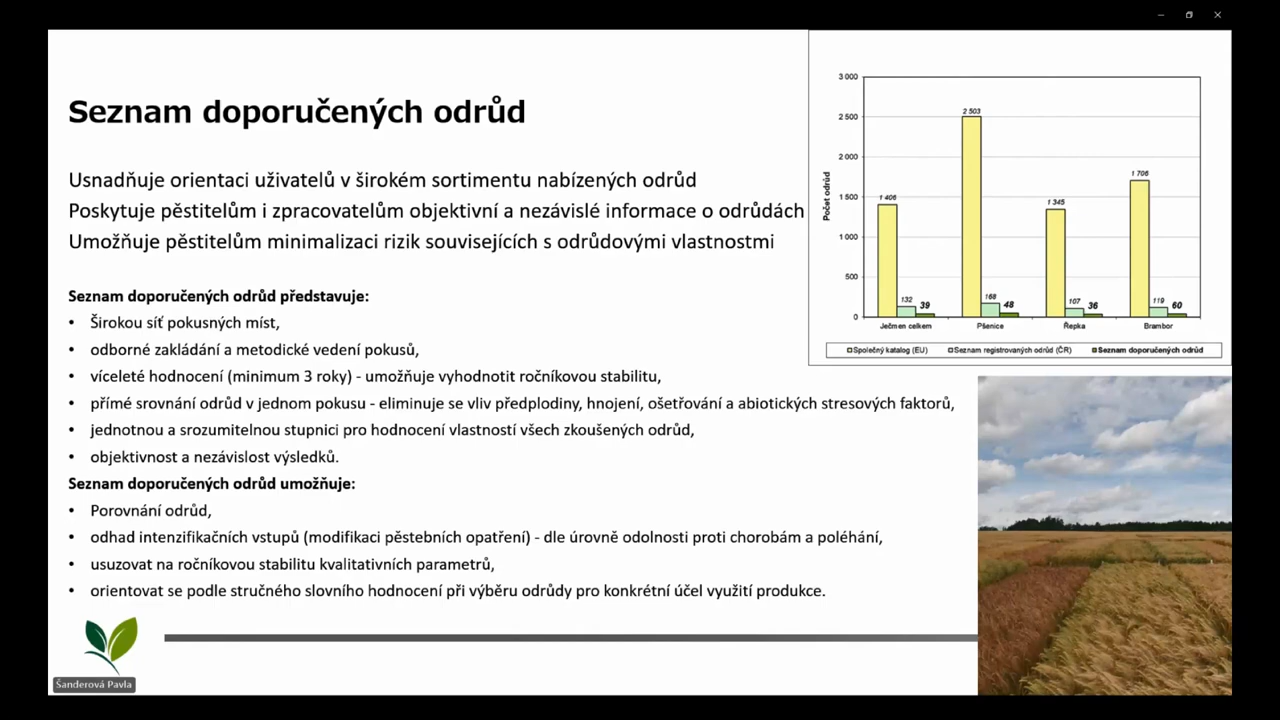 Seznam doporučených odrůd
Usnadňuje orientaci uživatelů v širokém sortimentu nabízených odrůd
Poskytuje pěstitelům i zpracovatelům objektivní a nezávislé informace o odrůdách
Umožňuje pěstitelům minimalizaci rizik souvisejících s odrůdovými vlastnostmi
Seznam doporučených odrůd představuje:
• Širokou síť pokusných míst,
• odborné zakládání a metodické vedení pokusů,
• víceleté hodnocení (minimum 3 roky) - umožňuje vyhodnotit ročníkovou stabilitu,
• přímé srovnání odrůd v jednom pokusu - eliminuje se vliv předplodiny, hnojení, ošetřování a abiotických stresových faktorů,
• jednotnou a srozumitelnou stupnici pro hodnocení vlastností všech zkoušených odrůd,
• objektivnost a nezávislost výsledků.
Seznam doporučených odrůd umožňuje:
• Porovnání odrůd,
• odhad intenzifikačních vstupů (modifikaci pěstebních opatření) - dle úrovně odolnosti proti chorobám a poléhání,
• usuzovat na ročníkovou stabilitu kvalitativních parametrů,
• orientovat se podle stručného slovního hodnocení při výběru odrůdy pro konkrétní účel využití produkce.
Šanderová Pavla
Počet odrůd
3 000
2 500
2 000
1 500
1 000
500
0
1 406
132
39
2 503
168
48
1 345
107
36
1 706
119
60
Ječmen celkem
Pšenice
Řepka
Brambor
Společný katalog (EU)
Seznam registrovaných odrůd (ČR)
Seznam doporučených odrůd